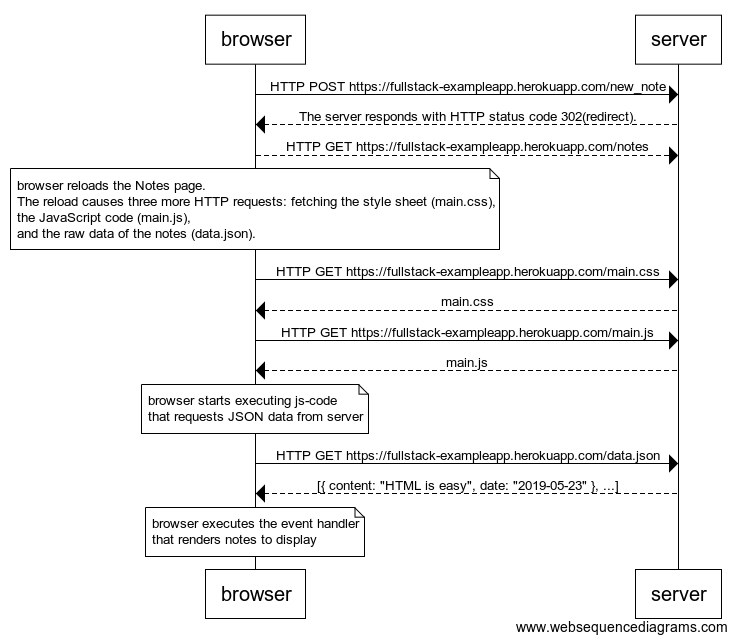 browser
server
HTTP POST https://fullstack-exampleapp.herokuapp.com/new_note
The server responds with HTTP status code 302(redirect).
HTTP GET https://fullstack-exampleapp.herokuapp.com/notes
browser reloads the Notes page.
The reload causes three more HTTP requests: fetching the style sheet (main.css),
the JavaScript code (main.js),
and the raw data of the notes (data.json).
HTTP GET https://fullstack-exampleapp.herokuapp.com/main.css
main.css
HTTP GET https://fullstack-exampleapp.herokuapp.com/main.js
main.js
browser starts executing js-code
that requests JSON data from server
HTTP GET https://fullstack-exampleapp.herokuapp.com/data.json
[{ content: "HTML is easy", date: "2019-05-23" }, ...]
browser executes the event handler
that renders notes to display
browser
server
www.websequencediagrams.com